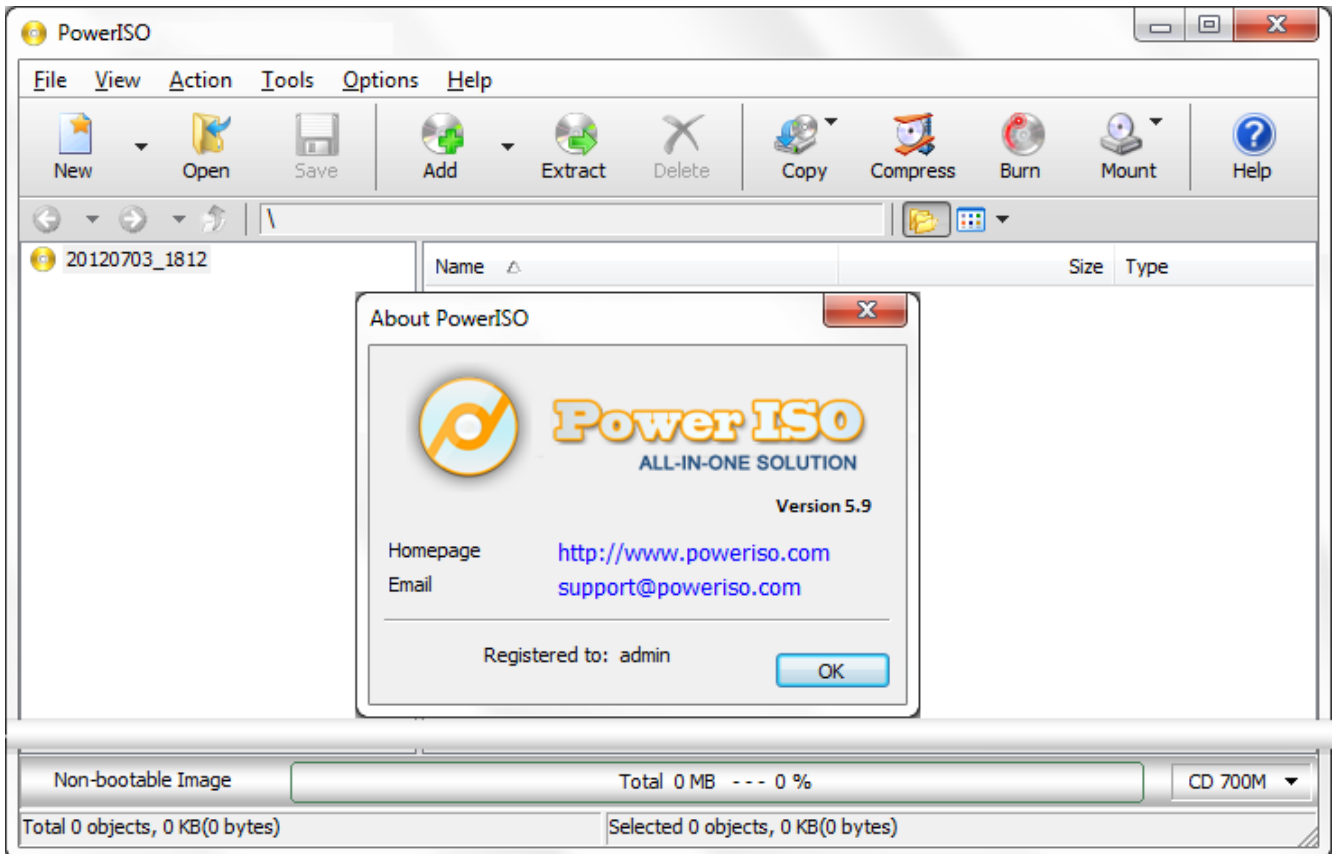 PowerISO
File View Action Tools Options Help
New Open Save Add Extract Delete Copy Compress Burn Mount Help
\
20120703_1812
Name Size Type
About PowerISO
Power ISO
ALL-IN-ONE SOLUTION
Version 5.9
Homepage http://www.poweriso.com
Email support@poweriso.com
Registered to: admin
OK
Non-bootable Image Total 0 MB - - - 0 % CD 700M
Total 0 objects, 0 KB(0 bytes) Selected 0 objects, 0 KB(0 bytes)